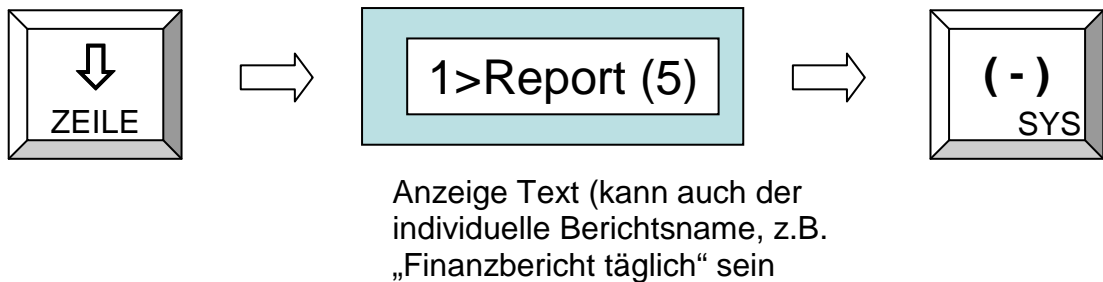 ZEILE
1>Report (5)
( - )
SYS
Anzeige Text (kann auch der
individuelle Berichtsname, z.B.
„Finanzbericht täglich“ sein